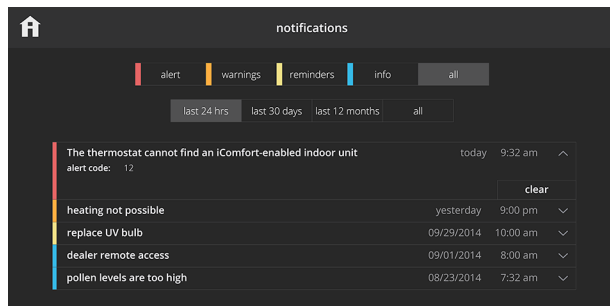 notifications
alert warnings reminders info all
last 24 hrs last 30 days last 12 months all
The thermostat cannot find an iComfort-enabled indoor unit today 9:32 am
alert code: 12
clear
heating not possible yesterday 9:00 pm
replace UV bulb 09/29/2014 10:00 am
dealer remote access 09/01/2014 8:00 am
pollen levels are too high 08/23/2014 7:32 am